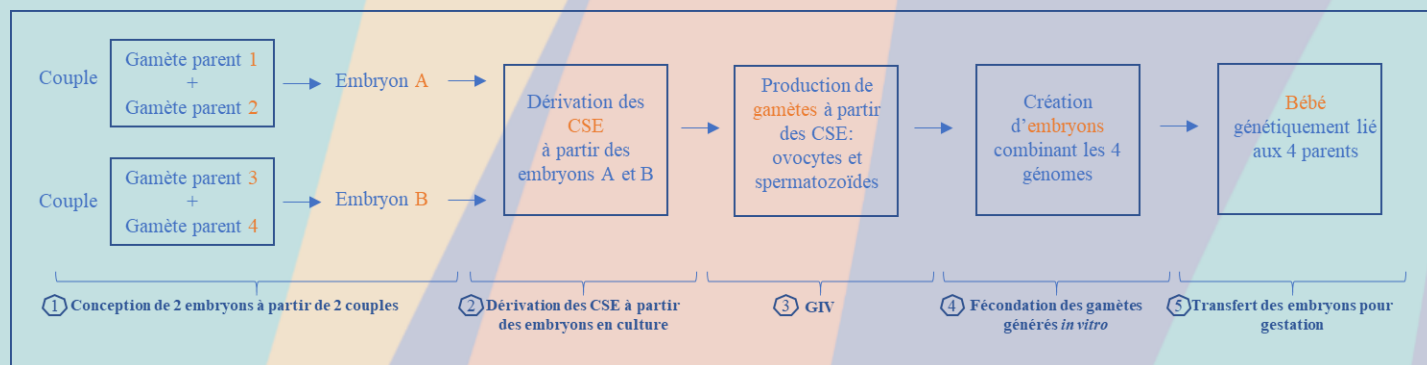 Couple
Gamète parent 1
+
Gamète parent 2
Embryon A
Couple
Gamète parent 3
+
Gamète parent 4
Embryon B
Dérivation des
CSE
à partir des
embryons A et B
Production de
gamètes à partir
des CSE:
ovocytes et
spermatozoïdes
Création
d'embryons
combinant les 4
génomes
Bébé
génétiquement lié
aux 4 parents
1 Conception de 2 embryons à partir de 2 couples
2 Dérivation des CSE à partir
des embryons en culture
3 GIV
4 Fécondation des gamètes
générés in vitro
5 Transfert des embryons pour
gestation